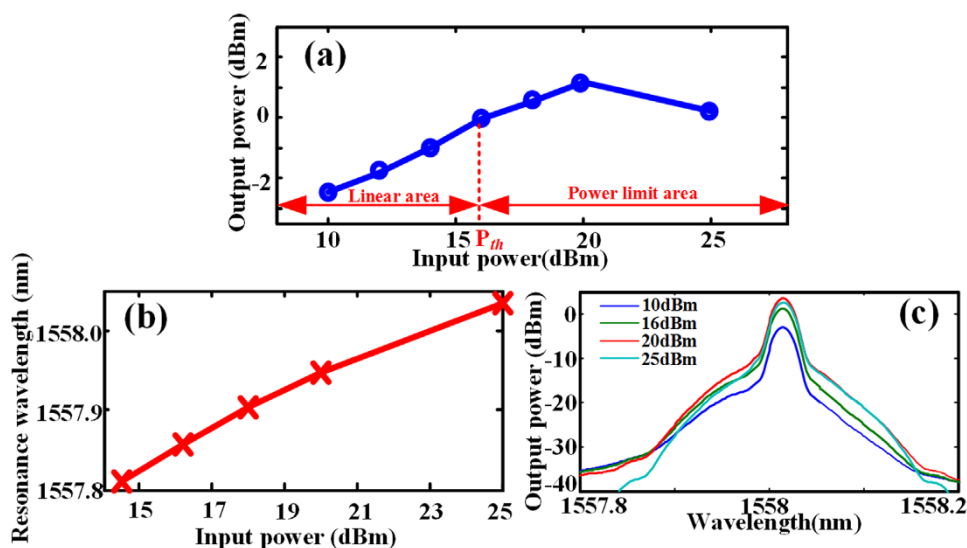 (a)
Output power (dBm)
2
0
-2
Linear area
Power limit area
10
15
20
25
P_th
Input power(dBm)
(b)
Resonance wavelength (nm)
1558.0
1557.9
1557.8
15
17
19
21
23
25
Input power (dBm)
(c)
10dBm
16dBm
20dBm
25dBm
Output power (dBm)
0
-10
-20
-30
-40
1557.8
1558
1558.2
Wavelength(nm)